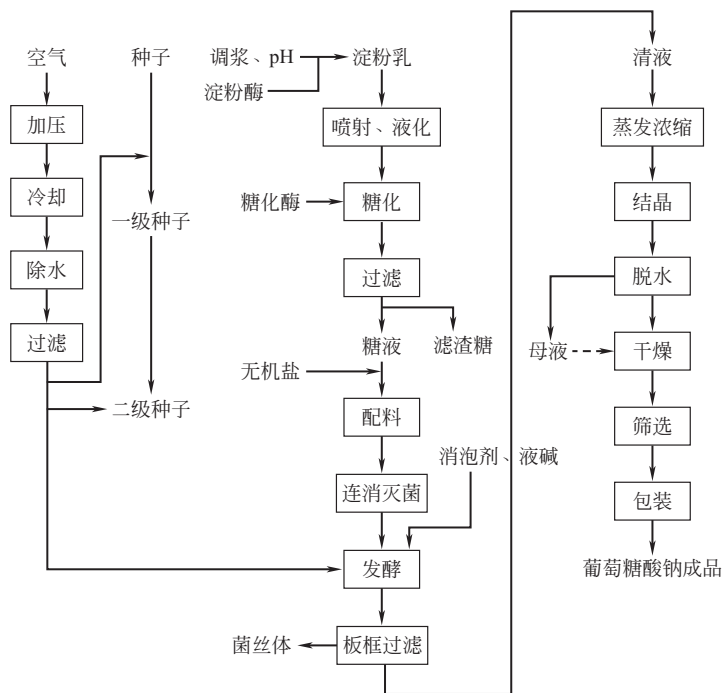 空气
加压
冷却
除水
过滤
种子
一级种子
二级种子
调浆、pH
淀粉酶
淀粉乳
喷射、液化
糖化酶
糖化
过滤
糖液
滤渣糖
无机盐
配料
连消灭菌
消泡剂、液碱
发酵
菌丝体
板框过滤
清液
蒸发浓缩
结晶
脱水
母液
干燥
筛选
包装
葡萄糖酸钠成品